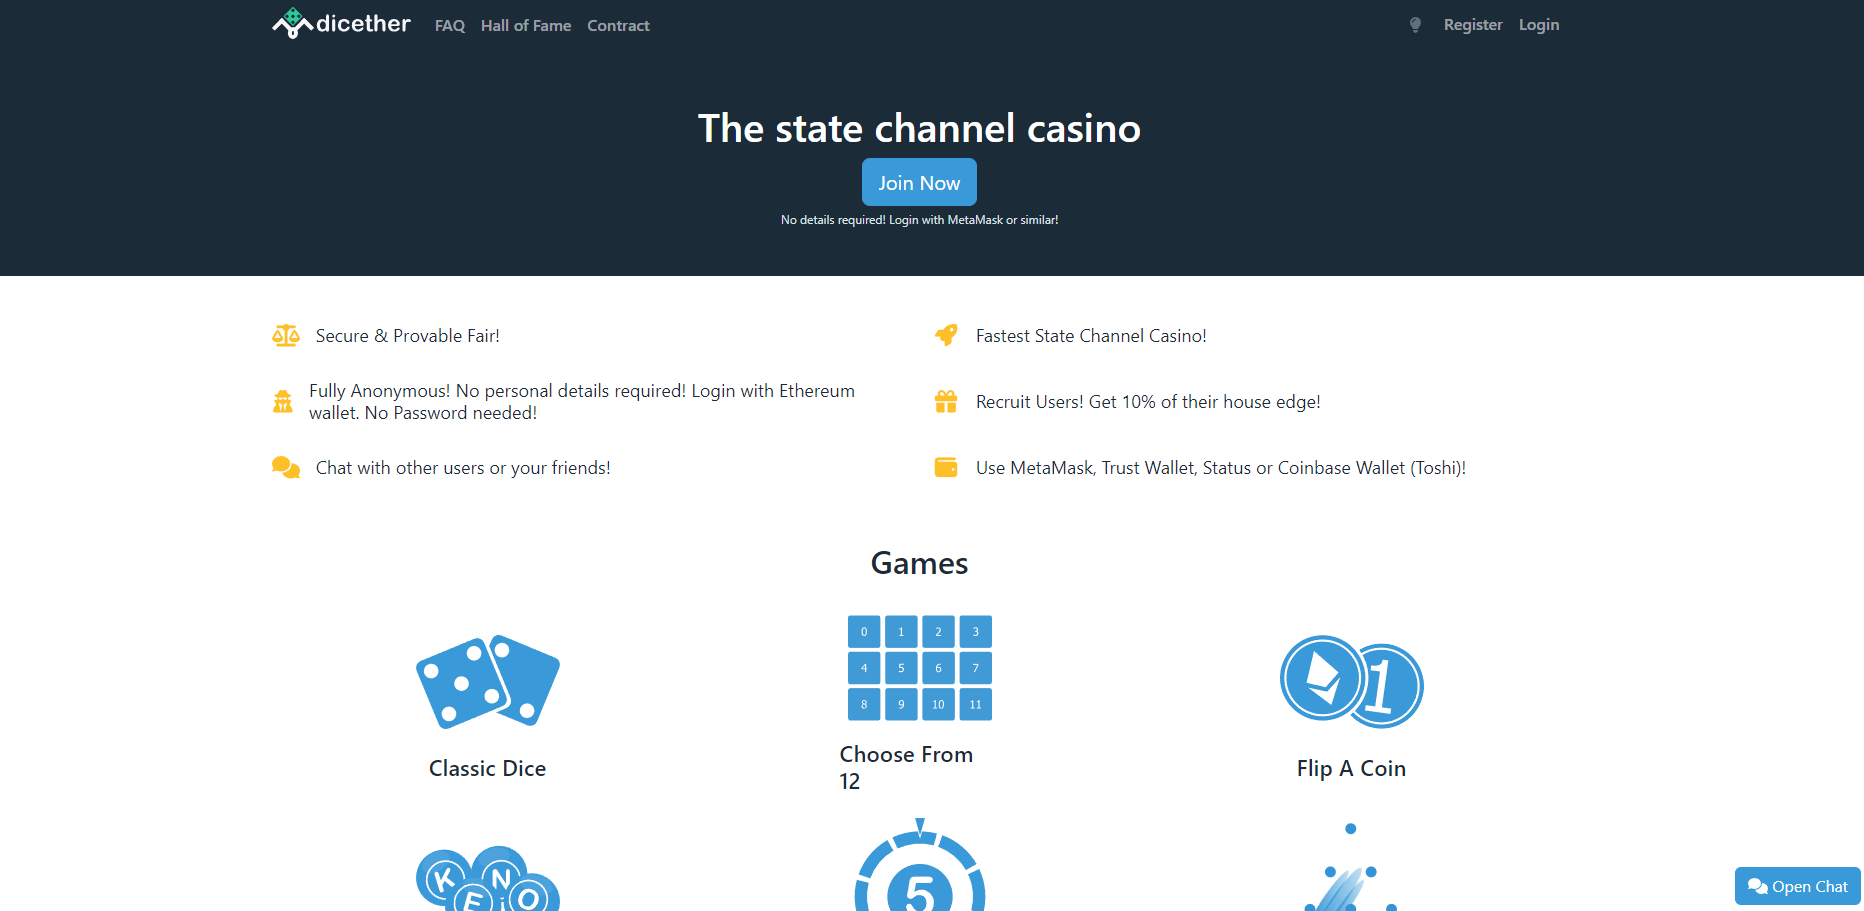 dicether FAQ Hall of Fame Contract Register Login
The state channel casino
Join Now
No details required! Login with MetaMask or similar!
Secure & Provable Fair!
Fastest State Channel Casino!
Fully Anonymous! No personal details required! Login with Ethereum
wallet. No Password needed!
Recruit Users! Get 10% of their house edge!
Chat with other users or your friends!
Use MetaMask, Trust Wallet, Status or Coinbase Wallet (Toshi)!
Games
0 1 2 3
4 5 6 7
8 9 10 11
1
Classic Dice
Choose From
12
Flip A Coin
K E N O
5
Open Chat